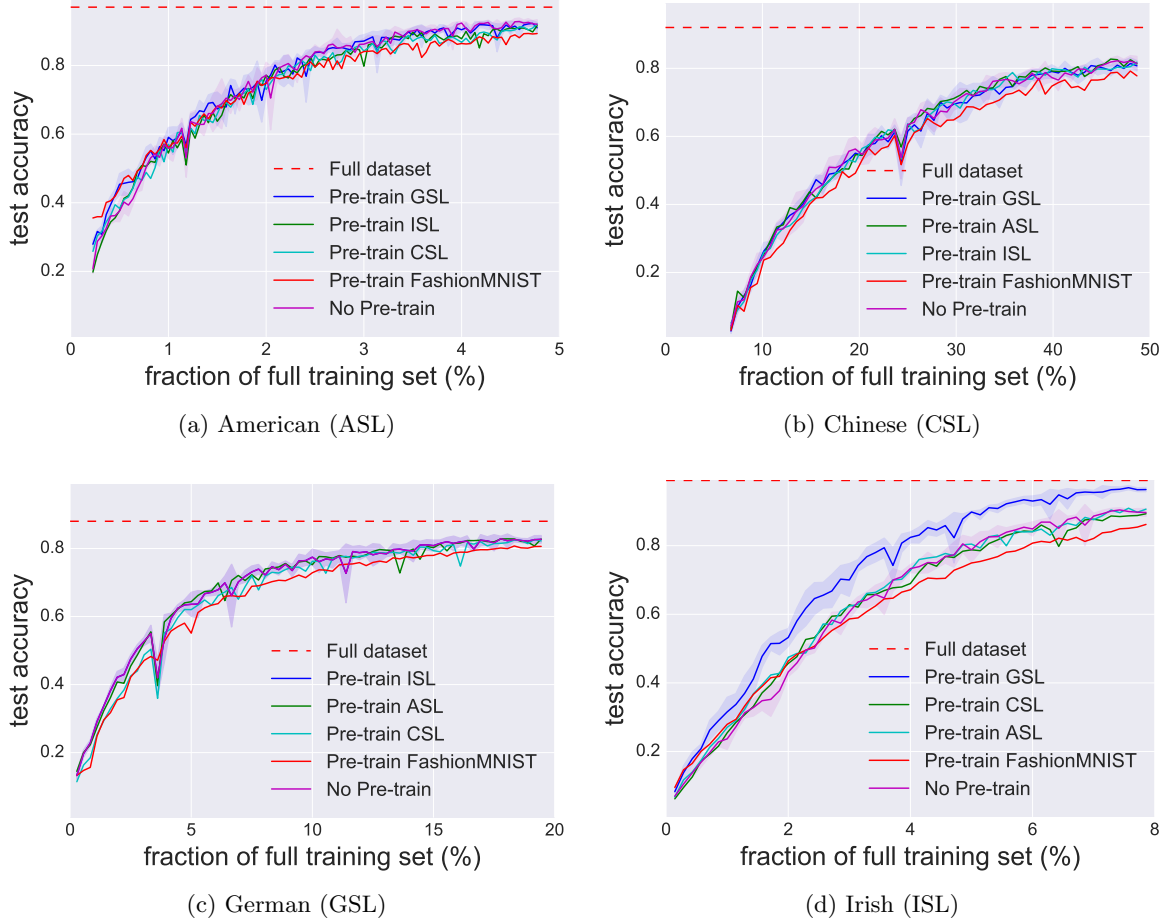 test accuracy
0.8
0.6
0.4
0.2
0 1 2 3 4 5
fraction of full training set (%)
Full dataset
Pre-train GSL
Pre-train ISL
Pre-train CSL
Pre-train FashionMNIST
No Pre-train
(a) American (ASL)
test accuracy
0.8
0.6
0.4
0.2
0 10 20 30 40 50
fraction of full training set (%)
Full dataset
Pre-train GSL
Pre-train ASL
Pre-train ISL
Pre-train FashionMNIST
No Pre-train
(b) Chinese (CSL)
test accuracy
0.8
0.6
0.4
0.2
0 5 10 15 20
fraction of full training set (%)
Full dataset
Pre-train ISL
Pre-train ASL
Pre-train CSL
Pre-train FashionMNIST
No Pre-train
(c) German (GSL)
test accuracy
0.8
0.6
0.4
0.2
0 2 4 6 8
fraction of full training set (%)
Full dataset
Pre-train GSL
Pre-train CSL
Pre-train ASL
Pre-train FashionMNIST
No Pre-train
(d) Irish (ISL)